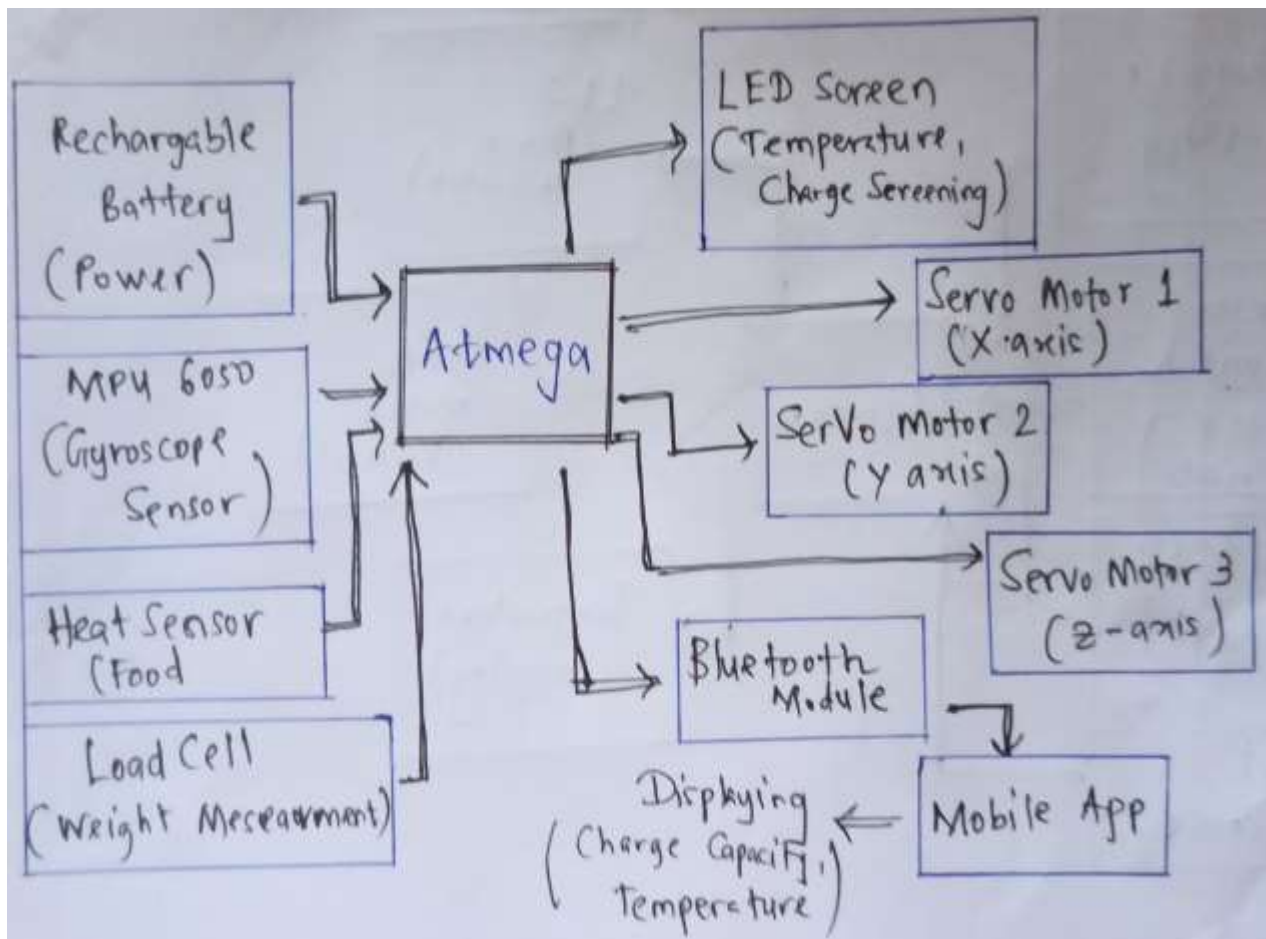 Rechargable
Battery
(Power)
MPU 6050
(Gyroscope
Sensor)
Heat Sensor
(Food
Load Cell
(Weight Meseawment)
Atmega
LED Screen
(Temperature,
Charge Screening)
Servo Motor 1
(X-axis)
Servo Motor 2
(Y axis)
Servo Motor 3
(Z-axis)
Bluetooth
Module
Mobile App
Displaying
(Charge Capacity,
Temperature)